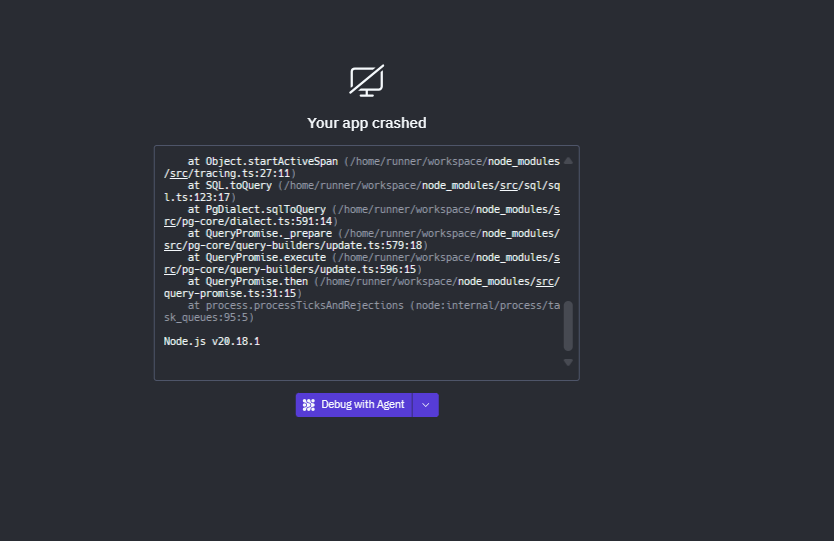 Your app crashed
at Object.startActiveSpan (/home/runner/workspace/node_modules
/src/tracing.ts:27:11)
at SQL.toQuery (/home/runner/workspace/node_modules/src/sql/sq
l.ts:123:17)
at PgDialect.sqlToQuery (/home/runner/workspace/node_modules/s
rc/pg-core/dialect.ts:591:14)
at QueryPromise._prepare (/home/runner/workspace/node_modules/
src/pg-core/query-builders/update.ts:579:18)
at QueryPromise.execute (/home/runner/workspace/node_modules/s
rc/pg-core/query-builders/update.ts:596:15)
at QueryPromise.then (/home/runner/workspace/node_modules/src/
query-promise.ts:31:15)
at process.processTicksAndRejections (node:internal/process/ta
sk_queues:95:5)
Node.js v20.18.1
Debug with Agent